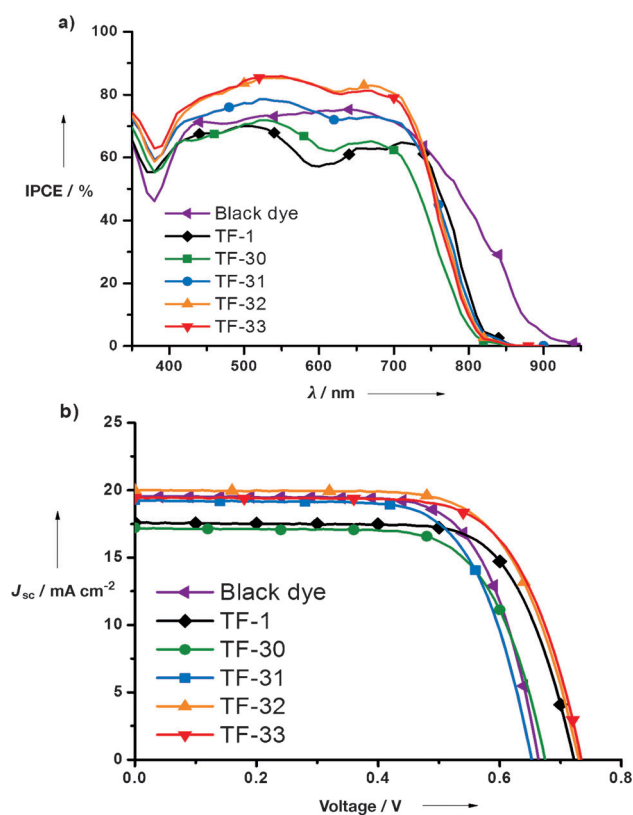 a)
100
80
60
40
20
0
IPCE / %
Black dye
TF-1
TF-30
TF-31
TF-32
TF-33
400 500 600 700 800 900
λ / nm
b)
25
20
15
10
5
0
Jsc / mA cm⁻²
Black dye
TF-1
TF-30
TF-31
TF-32
TF-33
0.0 0.2 0.4 0.6 0.8
Voltage / V